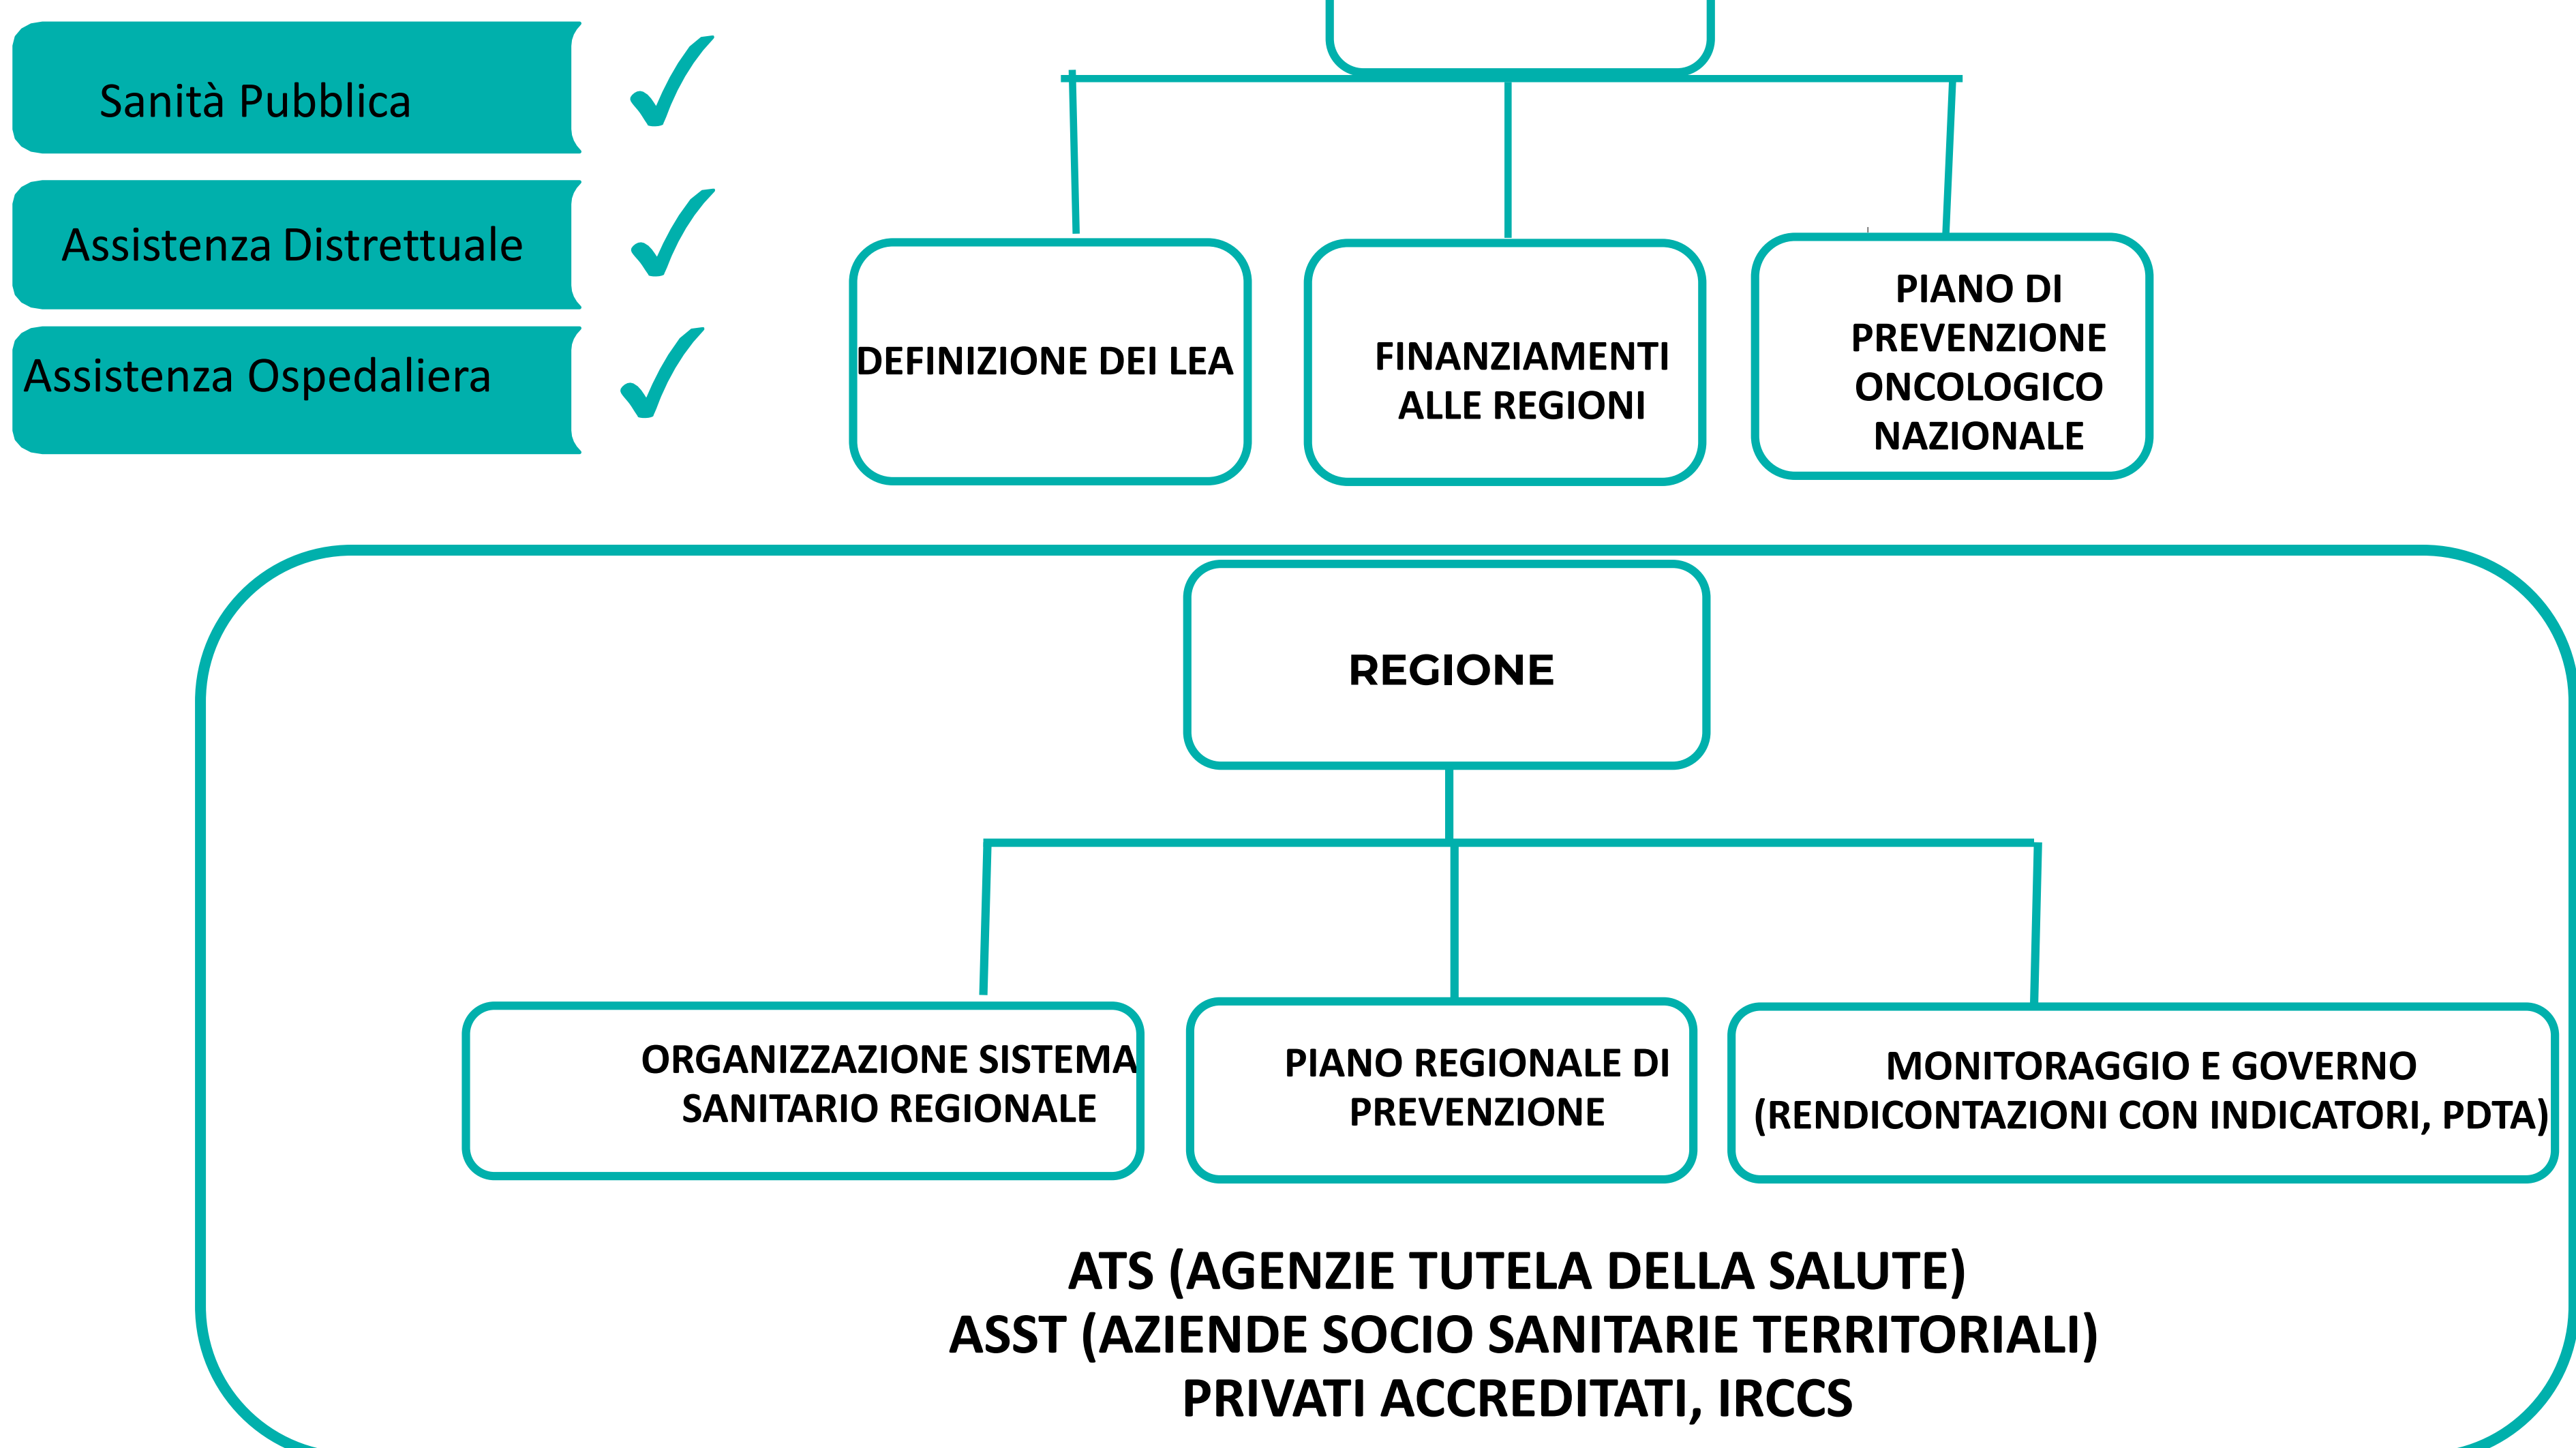 Sanità Pubblica
Assistenza Distrettuale
Assistenza Ospedaliera
DEFINIZIONE DEI LEA
FINANZIAMENTI
ALLE REGIONI
PIANO DI
PREVENZIONE
ONCOLOGICO
NAZIONALE
REGIONE
ORGANIZZAZIONE SISTEMA
SANITARIO REGIONALE
PIANO REGIONALE DI
PREVENZIONE
MONITORAGGIO E GOVERNO
(RENDICONTAZIONI CON INDICATORI, PDTA)
ATS (AGENZIE TUTELA DELLA SALUTE)
ASST (AZIENDE SOCIO SANITARIE TERRITORIALI)
PRIVATI ACCREDITATI, IRCCS